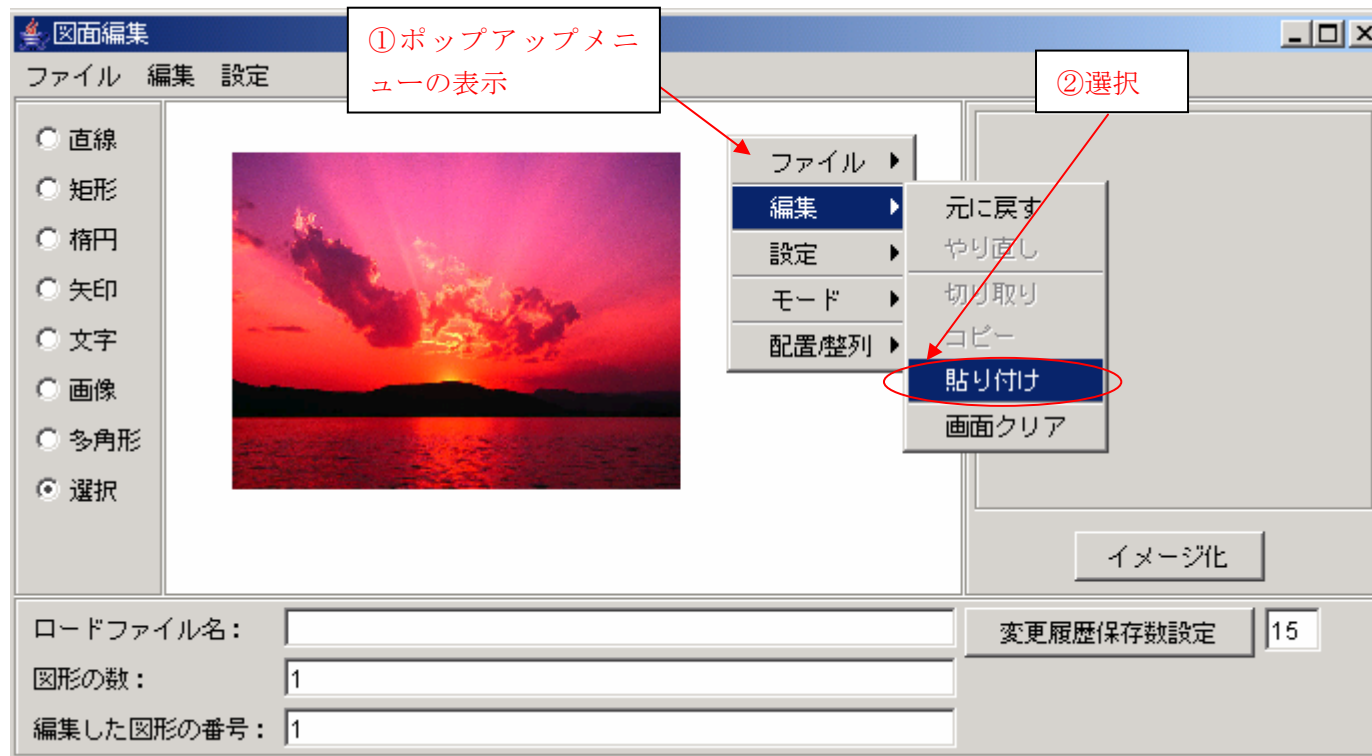 図面編集
①ポップアップメニ
ューの表示
②選択
ファイル 編集 設定
直線
矩形
楕円
矢印
文字
画像
多角形
選択
ファイル
編集
設定
モード
配置/整列
元に戻す
やり直し
切り取り
コピー
貼り付け
画面クリア
イメージ化
ロードファイル名:
変更履歴保存数設定 15
図形の数: 1
編集した図形の番号: 1